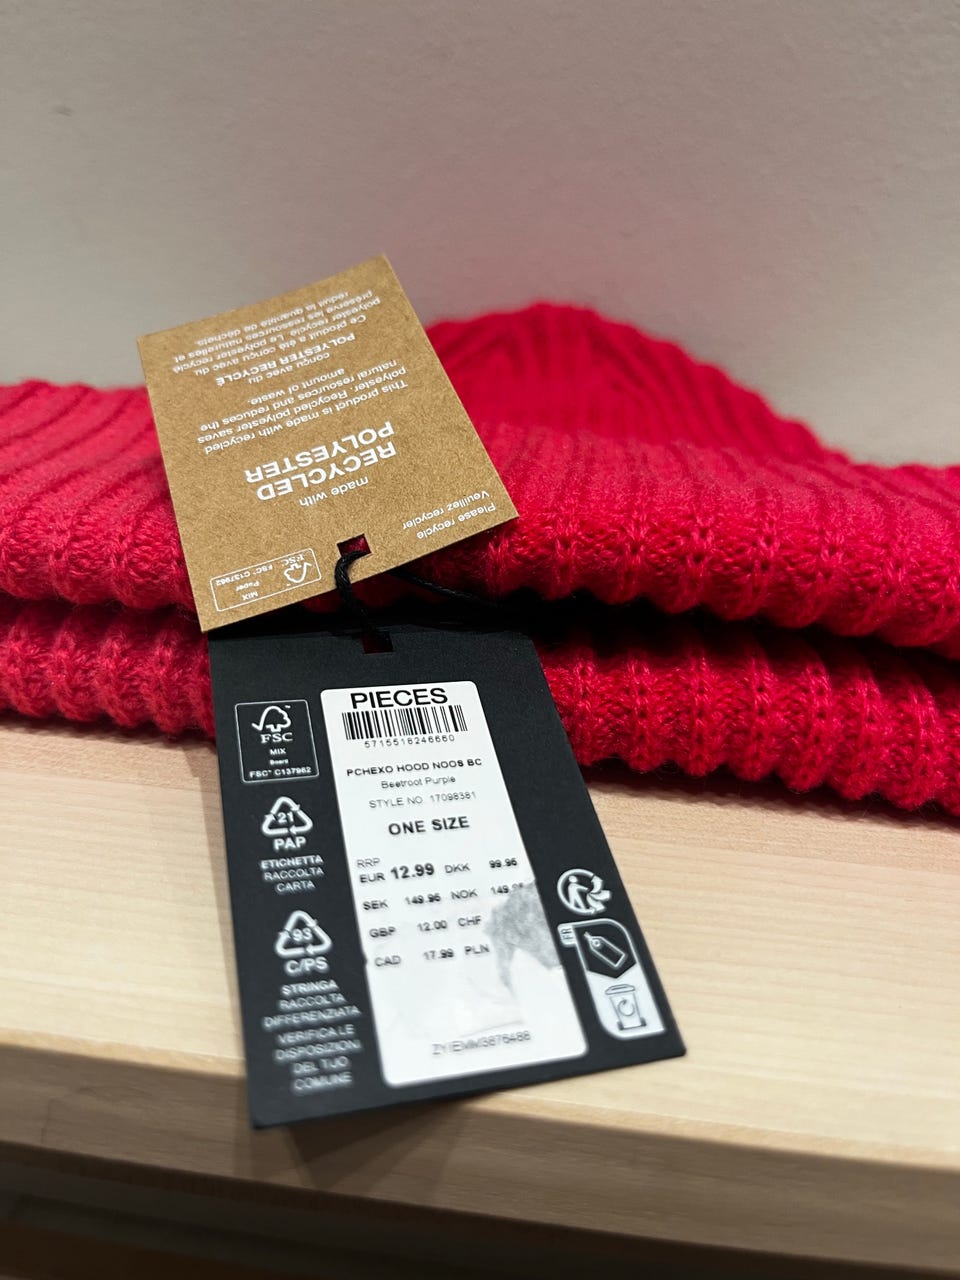 Please recycle
Veuillez recycler
made with
RECYCLED
POLYESTER
This product is made with recycled
polyester. Recycled polyester saves
natural resources and reduces the
amount of waste.
conçu avec du
POLYESTER RECYCLÉ
Ce produit a été conçu avec du
polyester recyclé. Le polyester recyclé
préserve les ressources naturelles et
réduit la quantité de déchets.
FSC
MIX
Paper
FSC® C137962
PIECES
5715518246660
PCHEXO HOOD NOOS BC
Beetroot Purple
STYLE NO. 17098381
ONE SIZE
RRP
EUR 12.99 DKK 99.95
SEK 149.95 NOK 149.95
GBP 12.00 CHF
CAD 17.99 PLN
ZYIEMM3876488
FSC
MIX
Board
FSC® C137962
21
PAP
ETICHETTA
RACCOLTA
CARTA
93
C/PS
STRINGA
RACCOLTA
DIFFERENZIATA
VERIFICA LE
DISPOSIZIONI
DEL TUO
COMUNE
FR